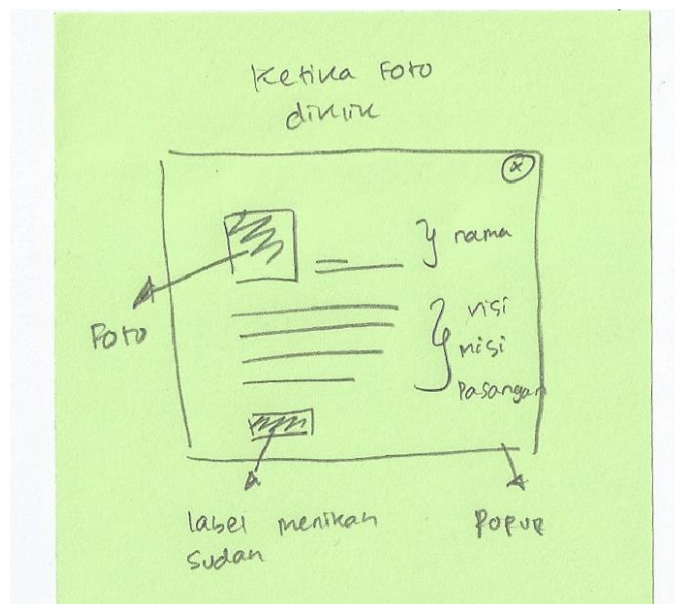 Ketika Foto
diklik
x
nama
Foto
visi
misi
Pasangan
label menikah
sudah
Popup